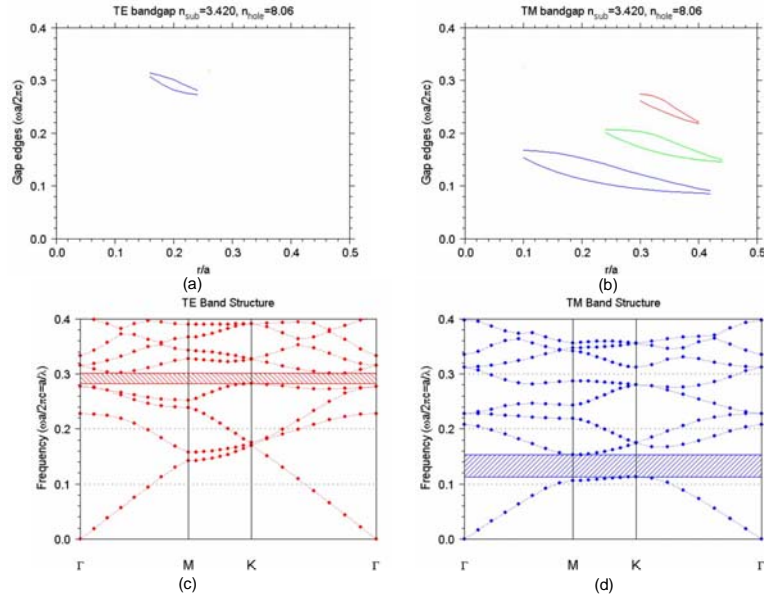 TE bandgap n_sub=3.420, n_hole=8.06
Gap edges (ωa/2πc)
0.4
0.3
0.2
0.1
0.0
0.0 0.1 0.2 0.3 0.4 0.5
r/a
(a)
TM bandgap n_sub=3.420, n_hole=8.06
Gap edges (ωa/2πc)
0.4
0.3
0.2
0.1
0.0
0.0 0.1 0.2 0.3 0.4 0.5
r/a
(b)
TE Band Structure
Frequency (ωa/2πc=a/λ)
0.4
0.3
0.2
0.1
0.0
Γ M K Γ
(c)
TM Band Structure
Frequency (ωa/2πc=a/λ)
0.4
0.3
0.2
0.1
0.0
Γ M K Γ
(d)